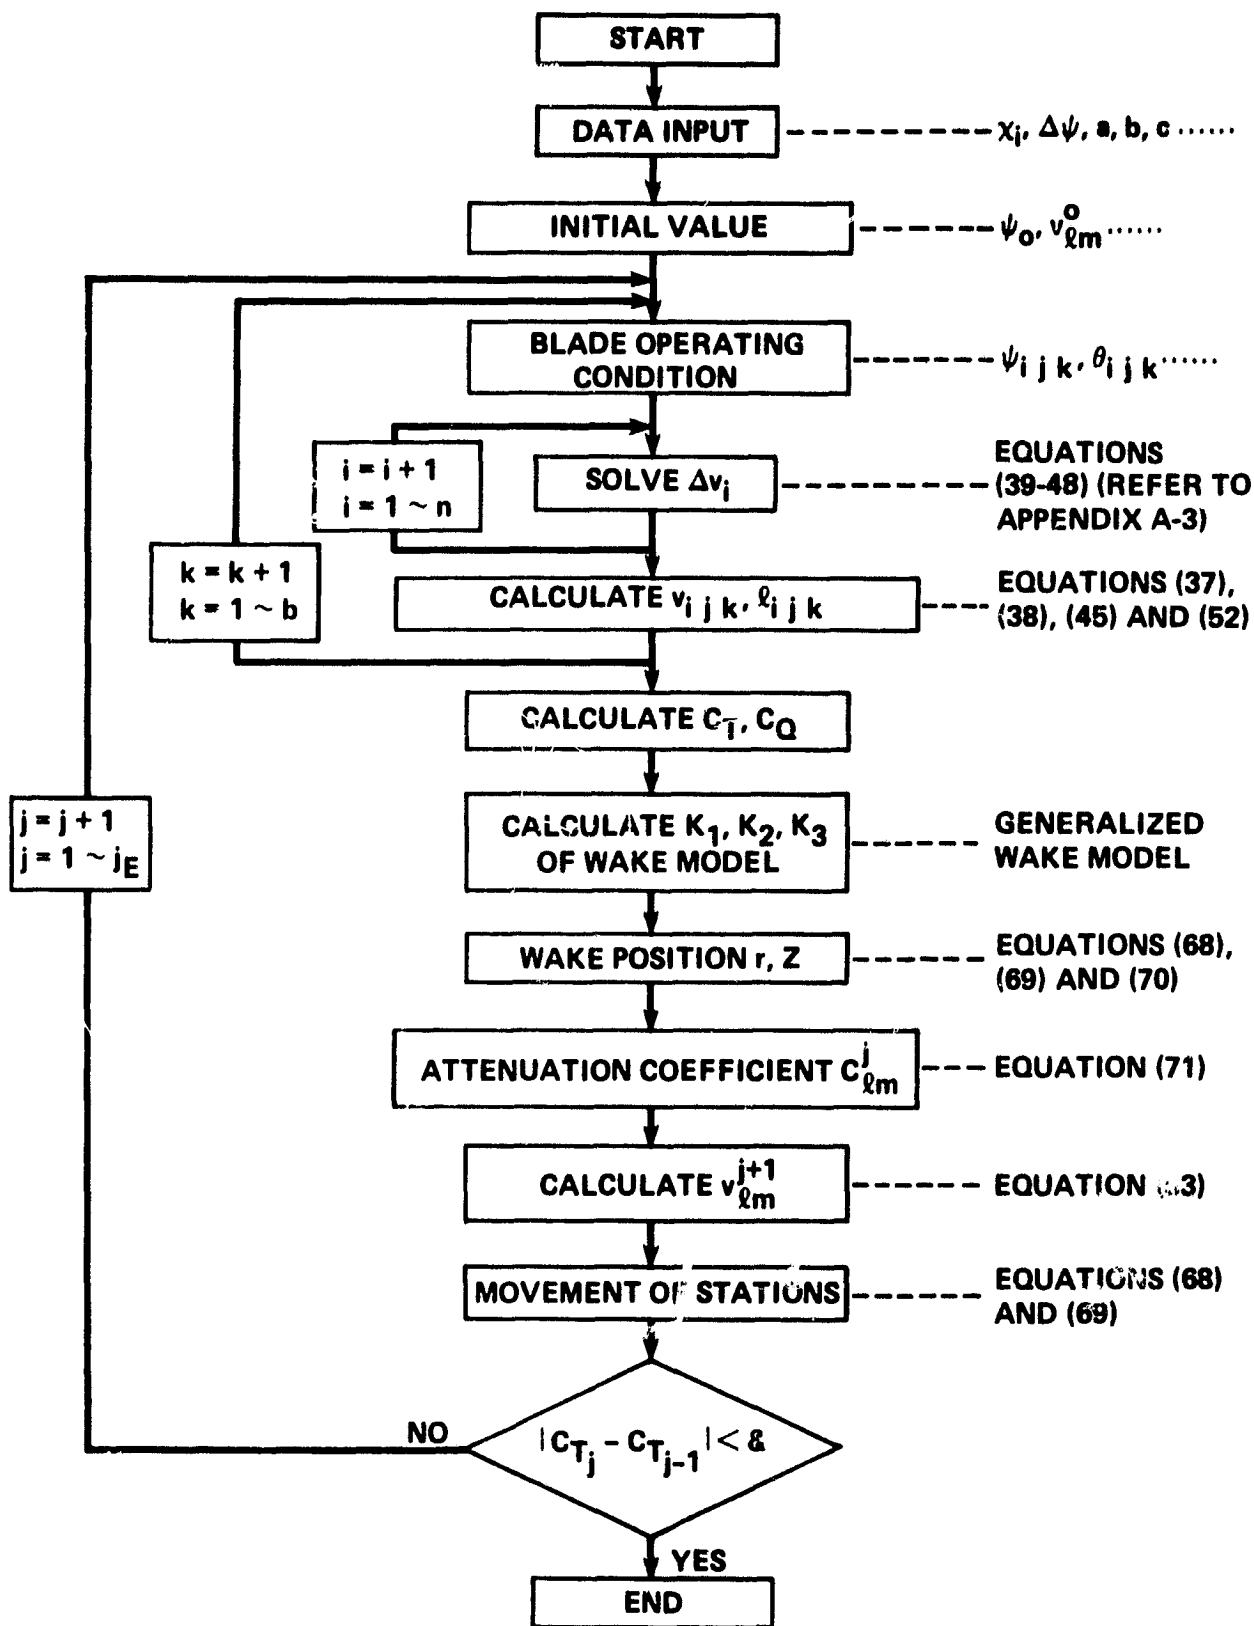 START
DATA INPUT
χi, Δψ, a, b, c ······
INITIAL VALUE
ψo, v°ℓm ······
BLADE OPERATING
CONDITION
ψi j k, θi j k ······
i = i + 1
i = 1 ~ n
SOLVE Δvi
EQUATIONS
(39-48) (REFER TO
APPENDIX A-3)
k = k + 1
k = 1 ~ b
CALCULATE vi j k, ℓi j k
EQUATIONS (37),
(38), (45) AND (52)
CALCULATE CT, CQ
j = j + 1
j = 1 ~ jE
CALCULATE K1, K2, K3
OF WAKE MODEL
GENERALIZED
WAKE MODEL
WAKE POSITION r, Z
EQUATIONS (68),
(69) AND (70)
ATTENUATION COEFFICIENT C^j ℓm
EQUATION (71)
CALCULATE v^j+1 ℓm
EQUATION
MOVEMENT OF STATIONS
EQUATIONS (68)
AND (69)
NO
| CTj - CTj-1 | < &
YES
END